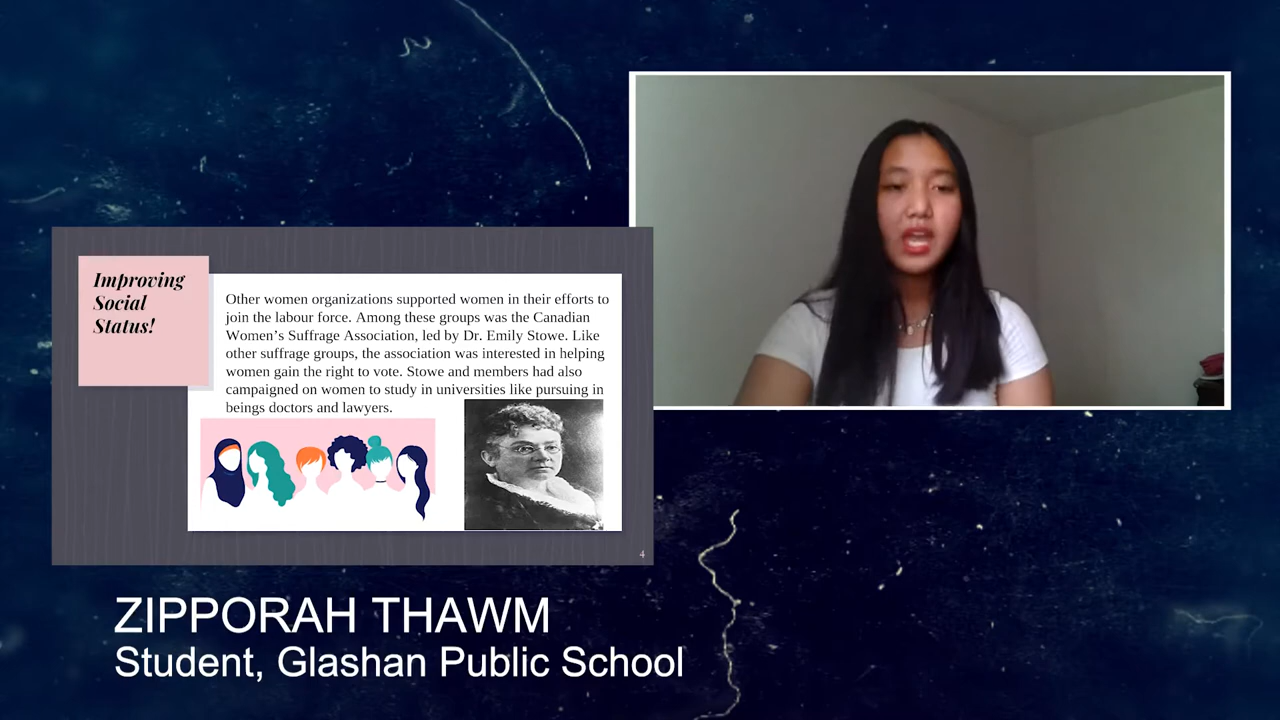 Improving
Social
Status!
Other women organizations supported women in their efforts to
join the labour force. Among these groups was the Canadian
Women's Suffrage Association, led by Dr. Emily Stowe. Like
other suffrage groups, the association was interested in helping
women gain the right to vote. Stowe and members had also
campaigned on women to study in universities like pursuing in
beings doctors and lawyers.
4
ZIPPORAH THAWM
Student, Glashan Public School